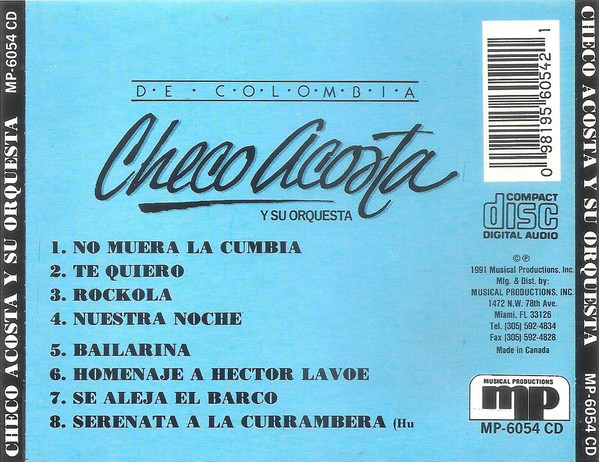 CHECO ACOSTA Y SU ORQUESTA MP-6054 CD
D·E·C·O·L·O·M·B·I·A
Checo Acosta
Y SU ORQUESTA
1. NO MUERA LA CUMBIA
2. TE QUIERO
3. ROCKOLA
4. NUESTRA NOCHE
5. BAILARINA
6. HOMENAJE A HECTOR LAVOE
7. SE ALEJA EL BARCO
8. SERENATA A LA CURRAMBERA (Hu
0 98195 60542 1
COMPACT
disc
DIGITAL AUDIO
© ℗
1991 Musical Productions, Inc.
Mfg. & Dist. by:
MUSICAL PRODUCTIONS, INC.
1472 N.W. 78th Ave.
Miami, FL 33126
Tel. (305) 592-4834
Fax (305) 592-4828
Made in Canada
MUSICAL PRODUCTIONS
mp
MP-6054 CD
CHECO ACOSTA Y SU ORQUESTA MP-6054 CD